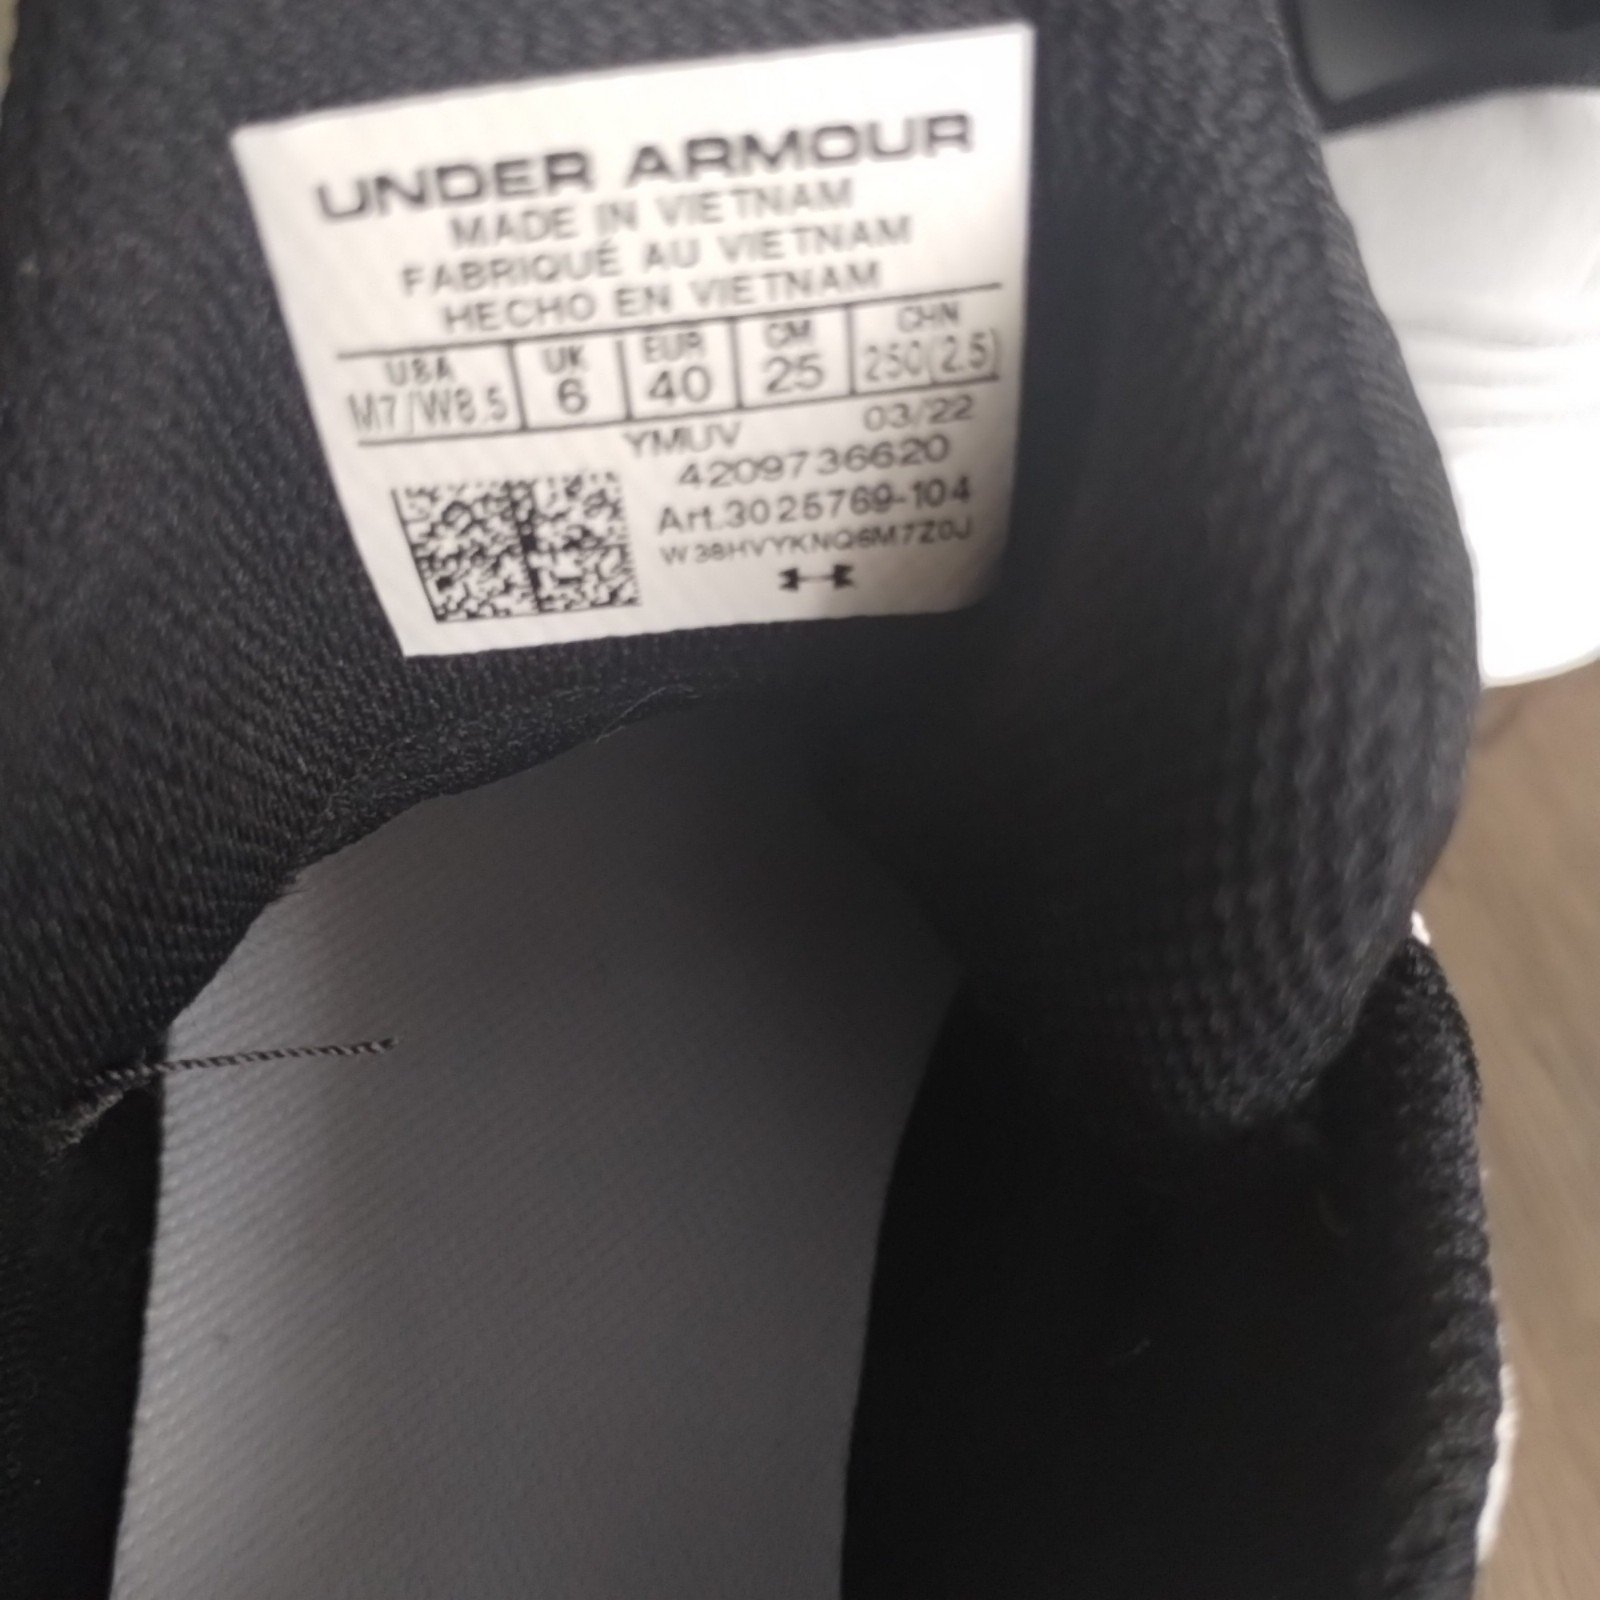 UNDER ARMOUR
MADE IN VIETNAM
FABRIQUÉ AU VIETNAM
HECHO EN VIETNAM
USA UK EUR CM CHN
M7/W8.5 6 40 25 250(2.5)
YMUV 03/22
4209736620
Art.3025769-104
W38HVYKNQ6M7Z0J